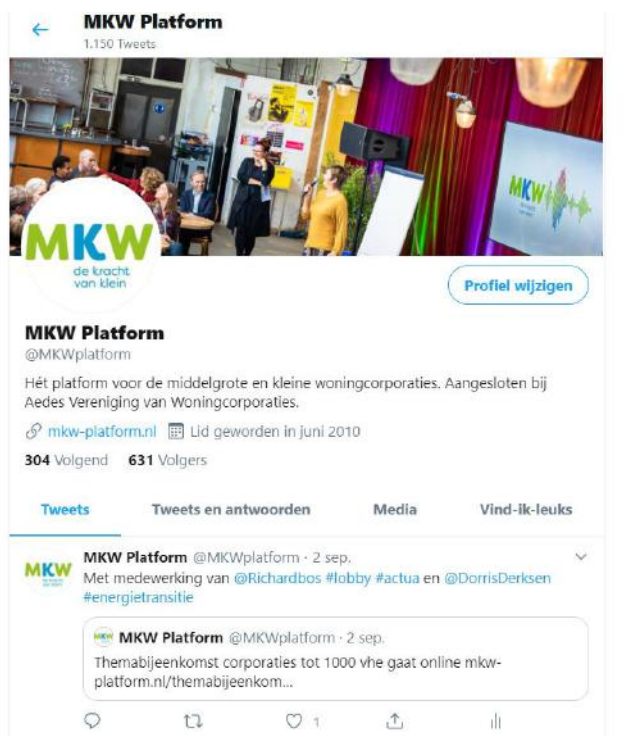 MKW Platform
1.150 Tweets
MKW
MKW
de kracht
van klein
Profiel wijzigen
MKW Platform
@MKWplatform
Hét platform voor de middelgrote en kleine woningcorporaties. Aangesloten bij
Aedes Vereniging van Woningcorporaties.
mkw-platform.nl Lid geworden in juni 2010
304 Volgend 631 Volgers
Tweets Tweets en antwoorden Media Vind-ik-leuks
MKW Platform @MKWplatform · 2 sep.
MKW
Met medewerking van @Richardbos #lobby #actua en @DorrisDerksen
#energietransitie
MKW Platform @MKWplatform · 2 sep.
Themabijeenkomst corporaties tot 1000 vhe gaat online mkw-
platform.nl/themabijeenkom...
1